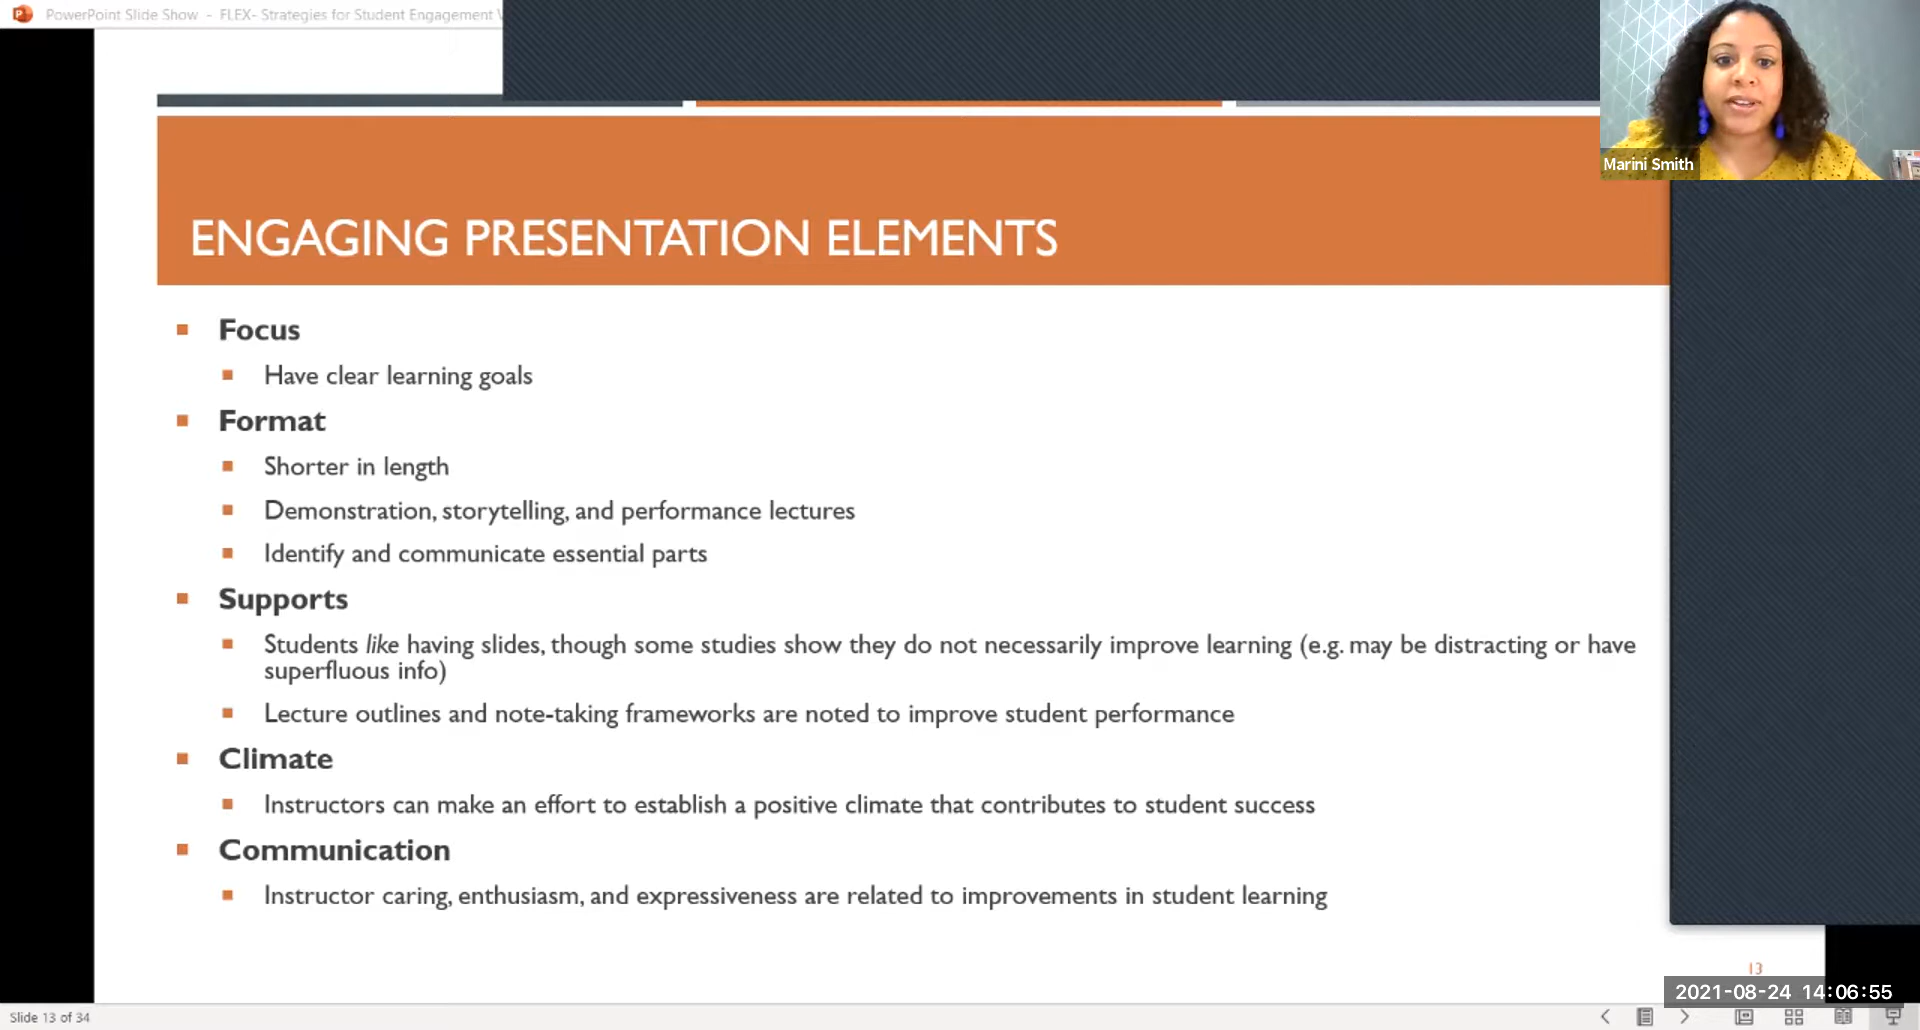 PowerPoint Slide Show - FLEX- Strategies for Student Engagement
Marini Smith
ENGAGING PRESENTATION ELEMENTS
Focus
Have clear learning goals
Format
Shorter in length
Demonstration, storytelling, and performance lectures
Identify and communicate essential parts
Supports
Students like having slides, though some studies show they do not necessarily improve learning (e.g. may be distracting or have
superfluous info)
Lecture outlines and note-taking frameworks are noted to improve student performance
Climate
Instructors can make an effort to establish a positive climate that contributes to student success
Communication
Instructor caring, enthusiasm, and expressiveness are related to improvements in student learning
13
2021-08-24 14:06:55
Slide 13 of 34